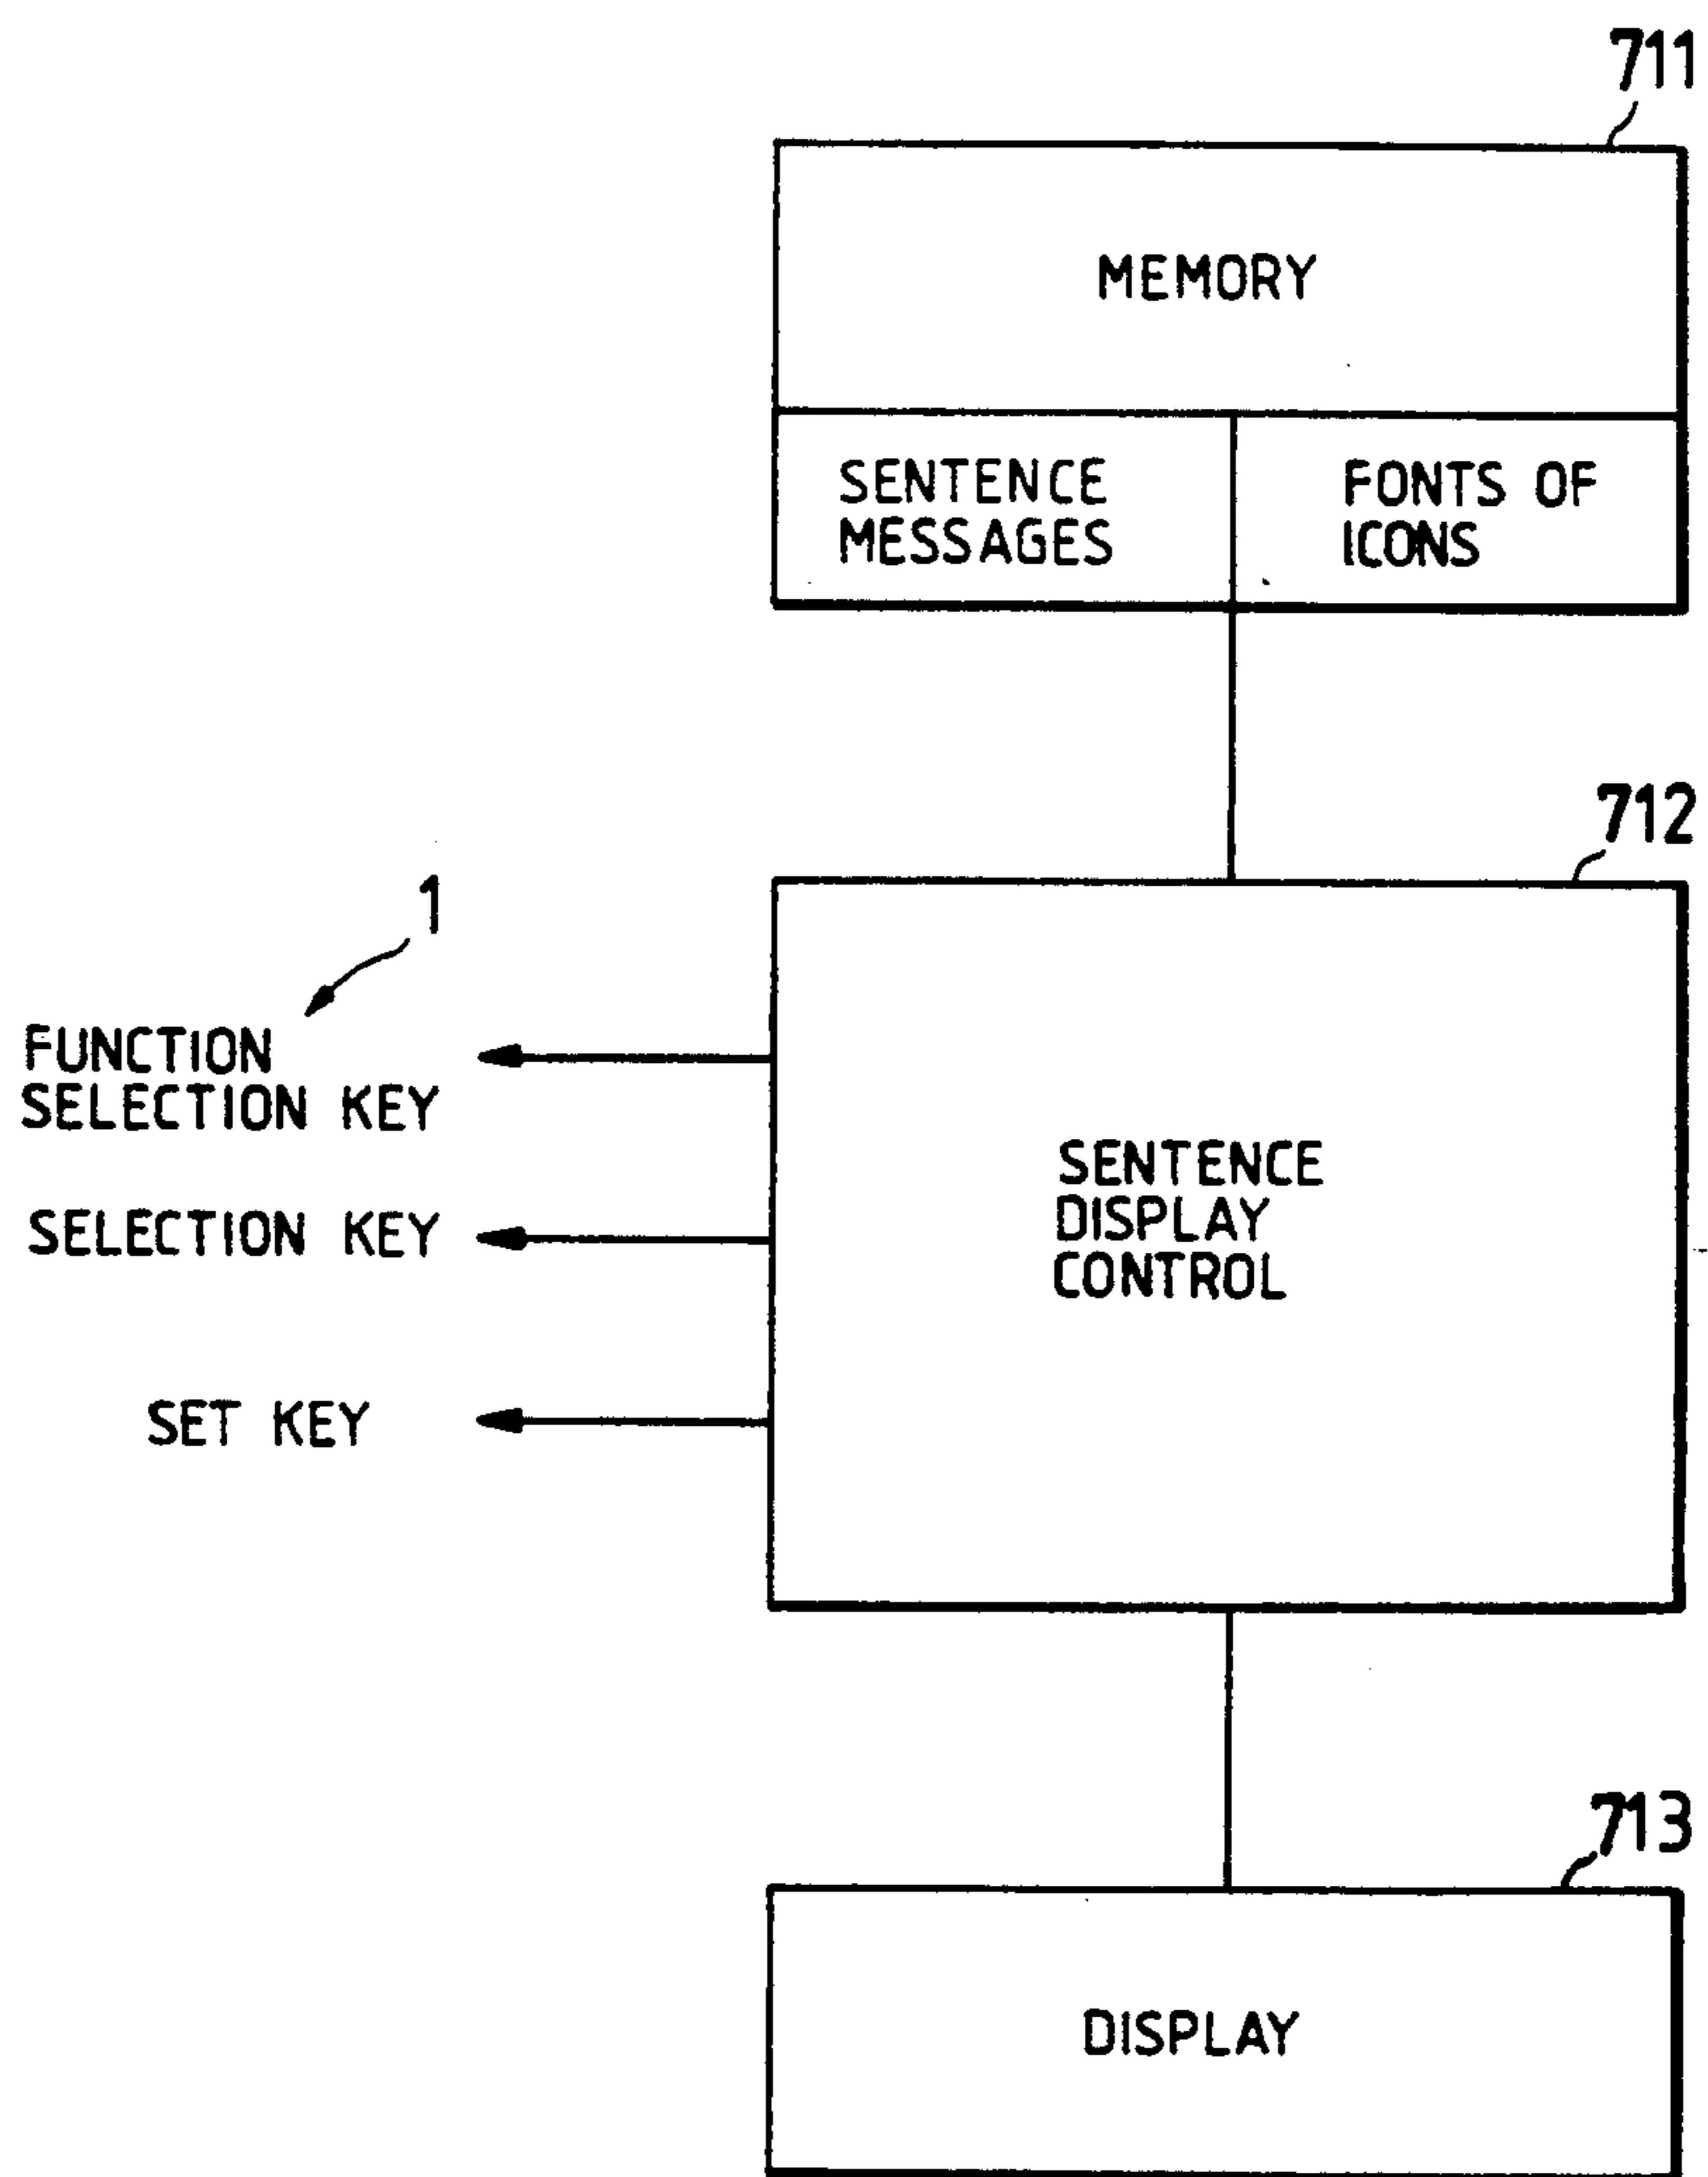 711
MEMORY
SENTENCE
MESSAGES
FONTS OF
ICONS
712
1
FUNCTION
SELECTION KEY
SELECTION KEY
SET KEY
SENTENCE
DISPLAY
CONTROL
713
DISPLAY